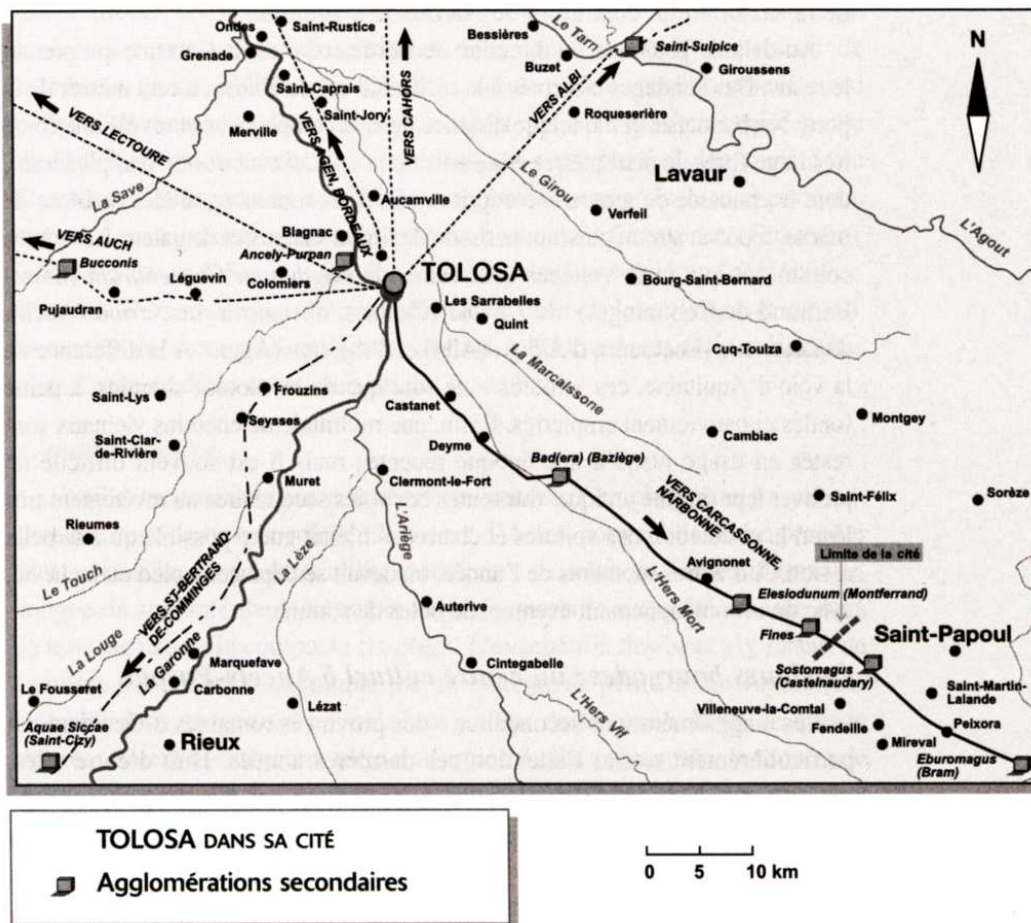 Saint-Rustice
Grenade
Bessières
Le Tarn
Saint-Sulpice
Buzet
Giroussens
N
Saint-Caprais
Saint-Jory
Merville
VERS CAHORS
VERS ALBI
Roqueserière
VERS LECTOURE
VERS AGEN, BORDEAUX
La Save
Le Girou
Lavaur
Aucamville
Verfeil
L'Agout
VERS AUCH
Bucconis
Blagnac
Ancely-Purpan
TOLOSA
Bourg-Saint-Bernard
Pujaudran
Léguevin
Colomiers
Les Sarrabelles
Quint
Cuq-Toulza
La Marcaissonne
Saint-Lys
Frouzins
Castanet
Montgey
Seysses
Saint-Clar-
de-Rivière
Deyme
Cambiac
Bad(era) (Baziège)
Muret
Clermont-le-Fort
Saint-Félix
Sorèze
VERS CARCASSONNE,
NARBONNE
Rieumes
L'Ariège
La Lèze
Limite de la cité
Le Touch
Avignonet
VERS ST-BERTRAND-
DE-COMMINGES
L'Hers Mort
Elesiodunum (Montferrand)
Auterive
Fines
Saint-Papoul
La Louge
La Garonne
Marquefave
Cintegabelle
Sostomagus
(Castelnaudary)
Le Fousseret
Carbonne
Lézat
L'Hers Vif
Villeneuve-la-Comtal
Saint-Martin-
Lalande
Fendeille
Peixora
Aquae Siccae
(Saint-Cizy)
Rieux
Mireval
Eburomagus
(Bram)
TOLOSA DANS SA CITÉ
Agglomérations secondaires
0 5 10 km